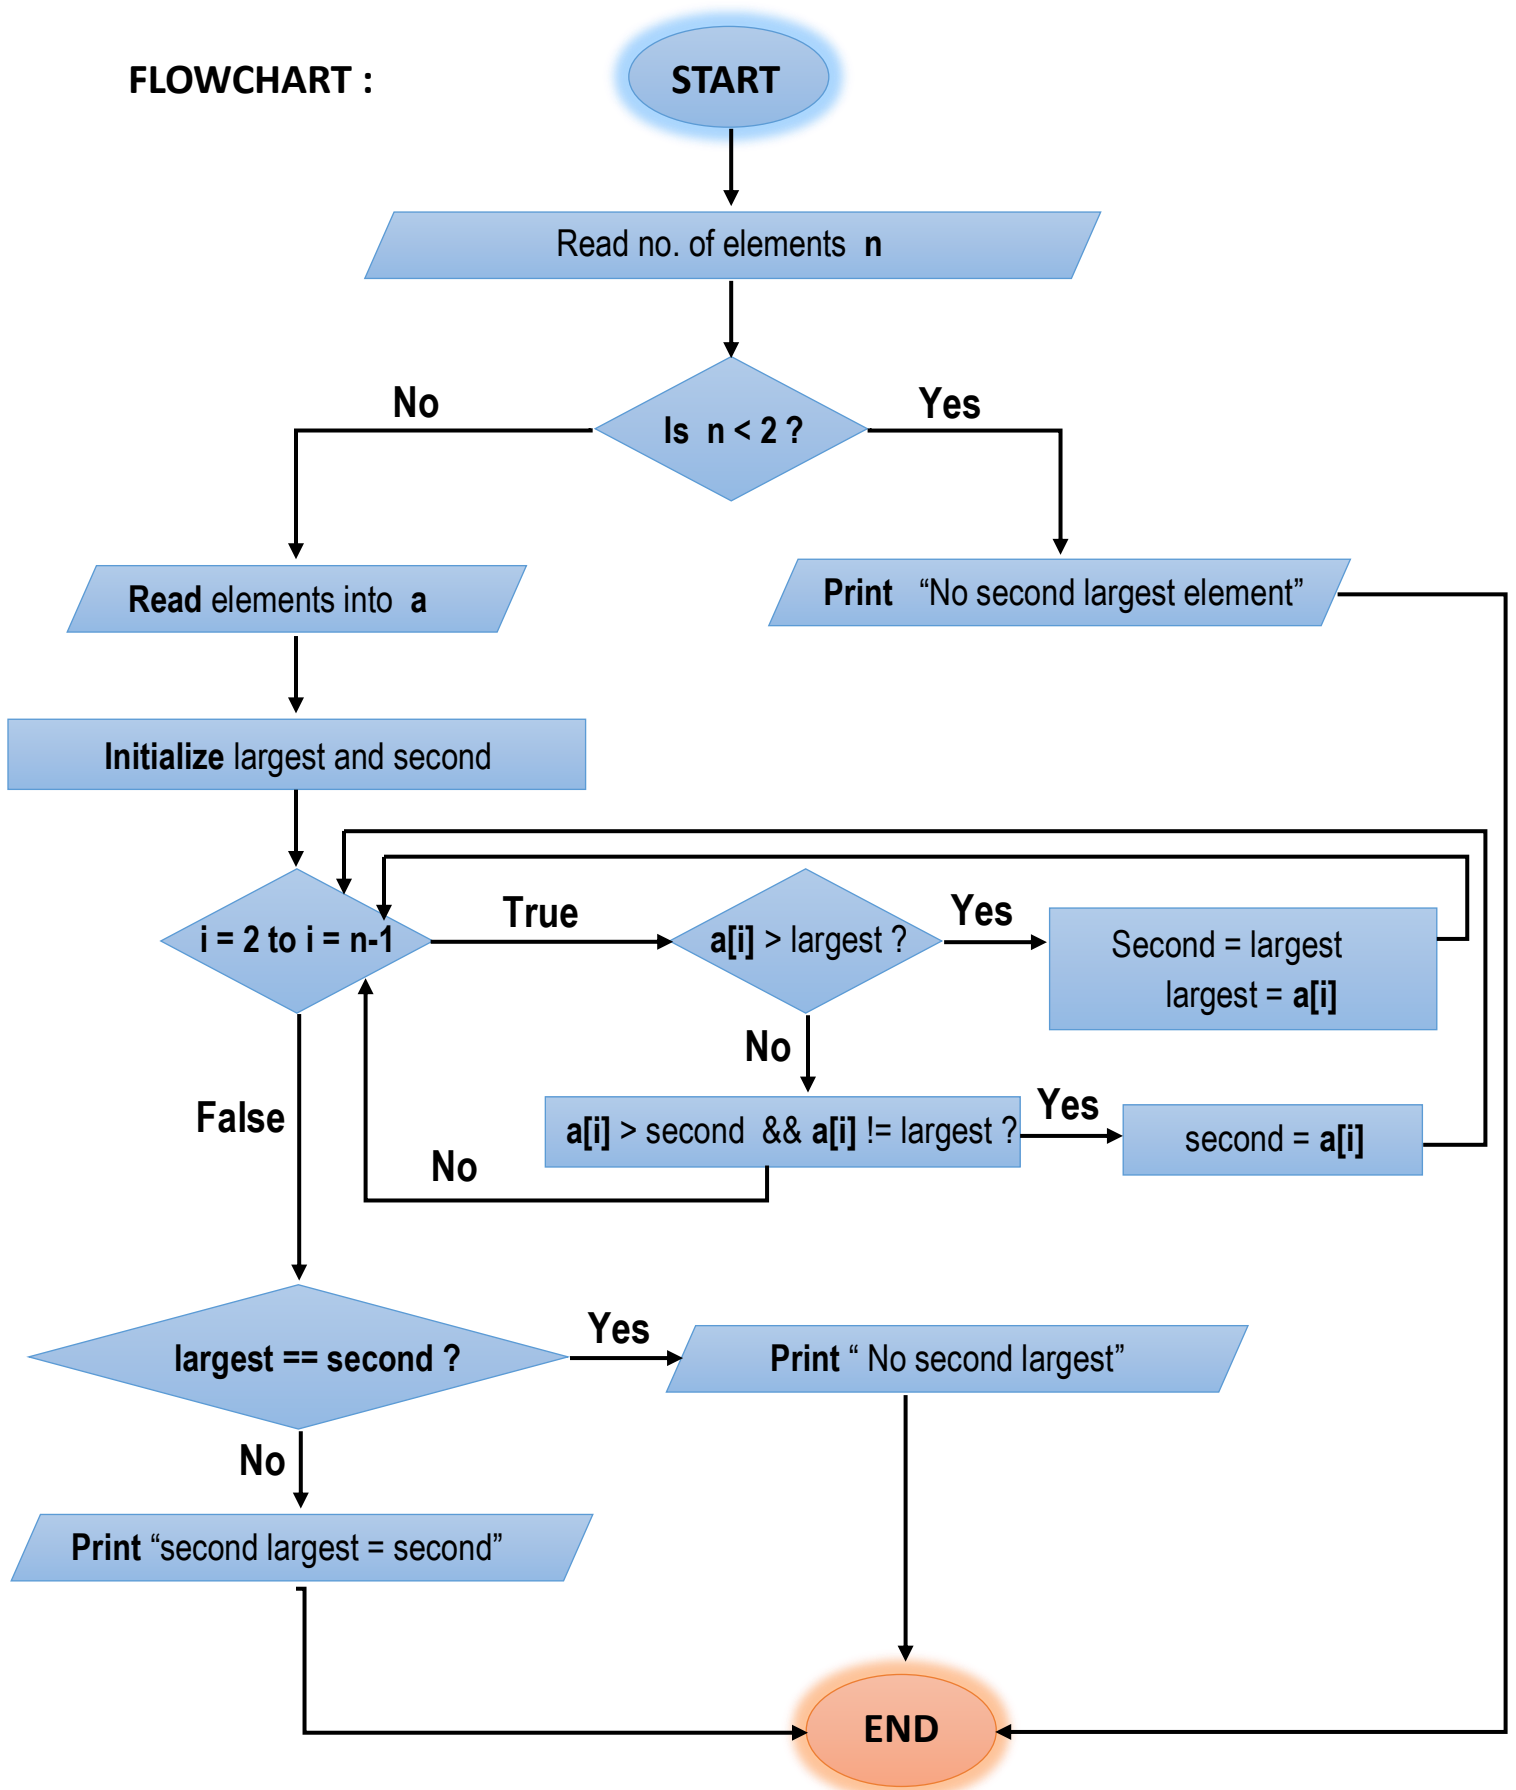 FLOWCHART :
START
Read no. of elements n
No
Yes
Is n < 2 ?
Read elements into a
Print “No second largest element”
Initialize largest and second
i = 2 to i = n-1
True
a[i] > largest ?
Yes
Second = largest
largest = a[i]
No
False
a[i] > second && a[i] != largest ?
Yes
second = a[i]
No
largest == second ?
Yes
Print “ No second largest”
No
Print “second largest = second”
END